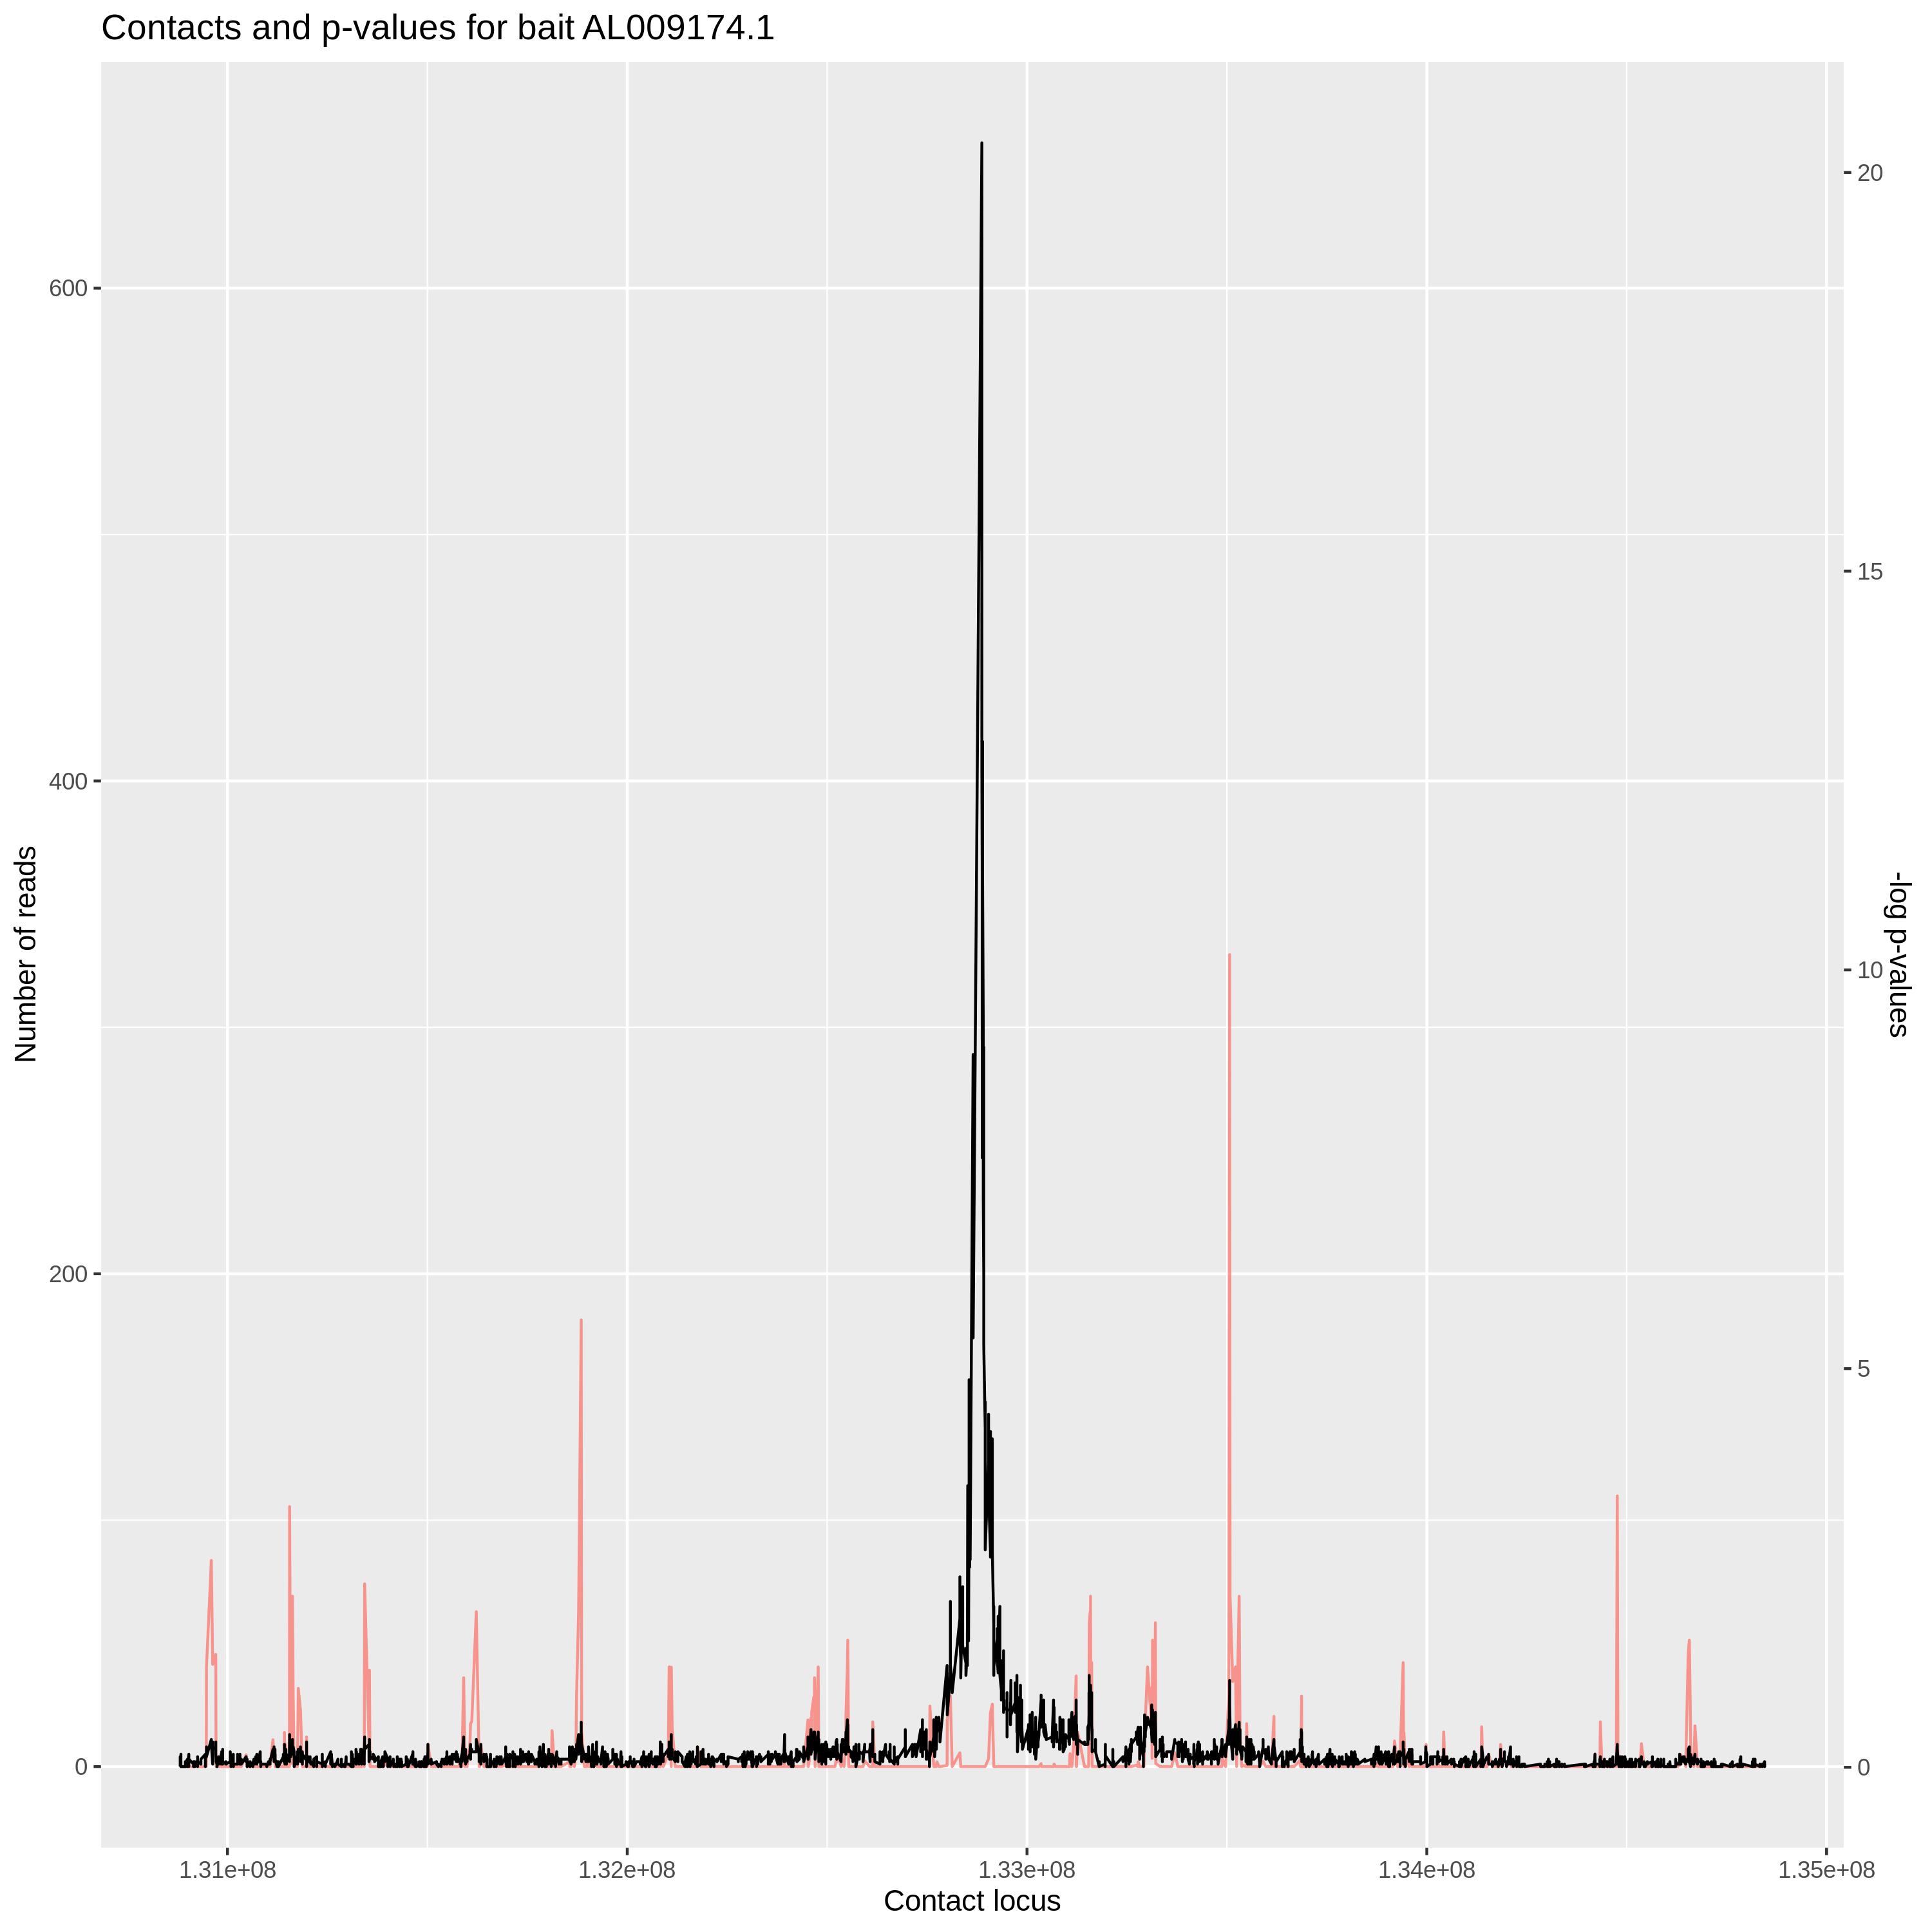 Contacts and p-values for bait AL009174.1
Number of reads
600
400
200
0
20
15
10
5
0
-log p-values
1.31e+08
1.32e+08
1.33e+08
1.34e+08
1.35e+08
Contact locus